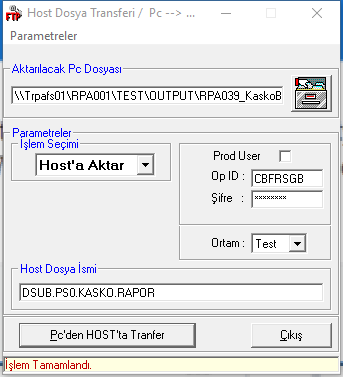 FTP Host Dosya Transferi / Pc --> ...
Parametreler
Aktarılacak Pc Dosyası
\\Trpafs01\RPA001\TEST\OUTPUT\RPA039_KaskoB
Parametreler
İşlem Seçimi
Host'a Aktar
Prod User
Op ID : CBFRSGB
Şifre : ********
Ortam : Test
Host Dosya İsmi
DSUB.PS0.KASKO.RAPOR
Pc'den HOST'ta Tranfer
Çıkış
İşlem Tamamlandı.